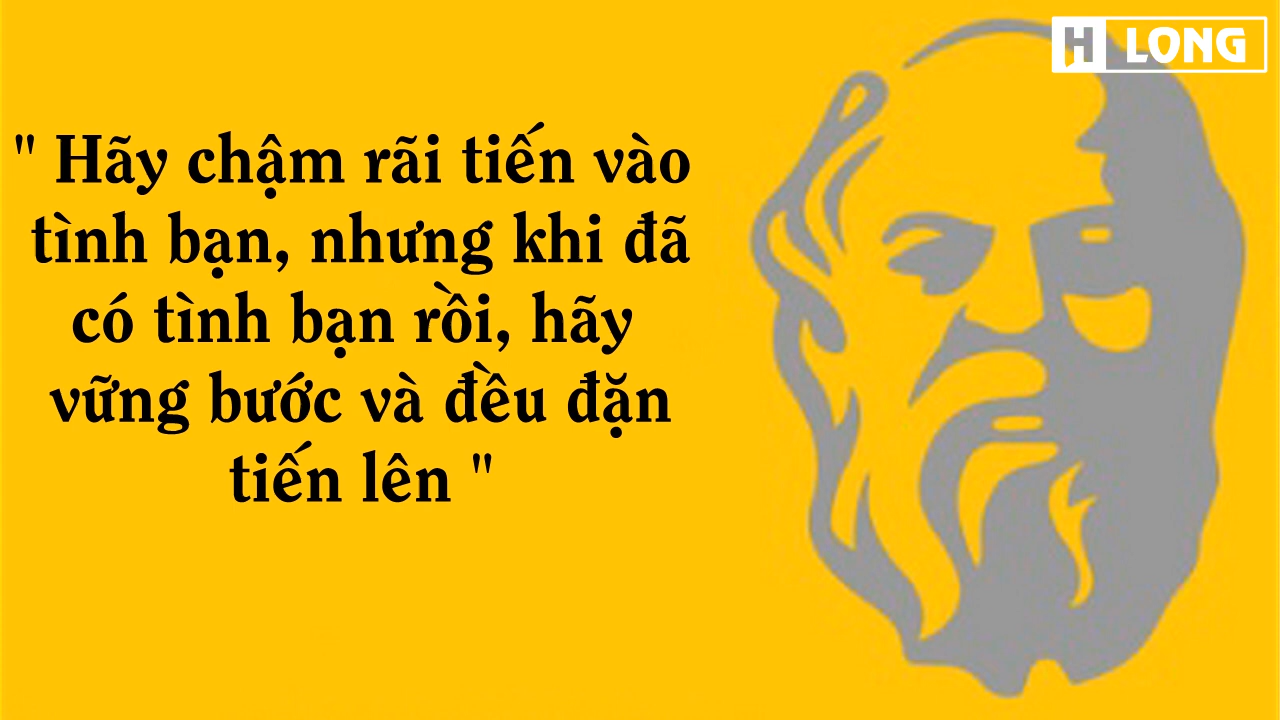 H LONG
" Hãy chậm rãi tiến vào
tình bạn, nhưng khi đã
có tình bạn rồi, hãy
vững bước và đều đặn
tiến lên "